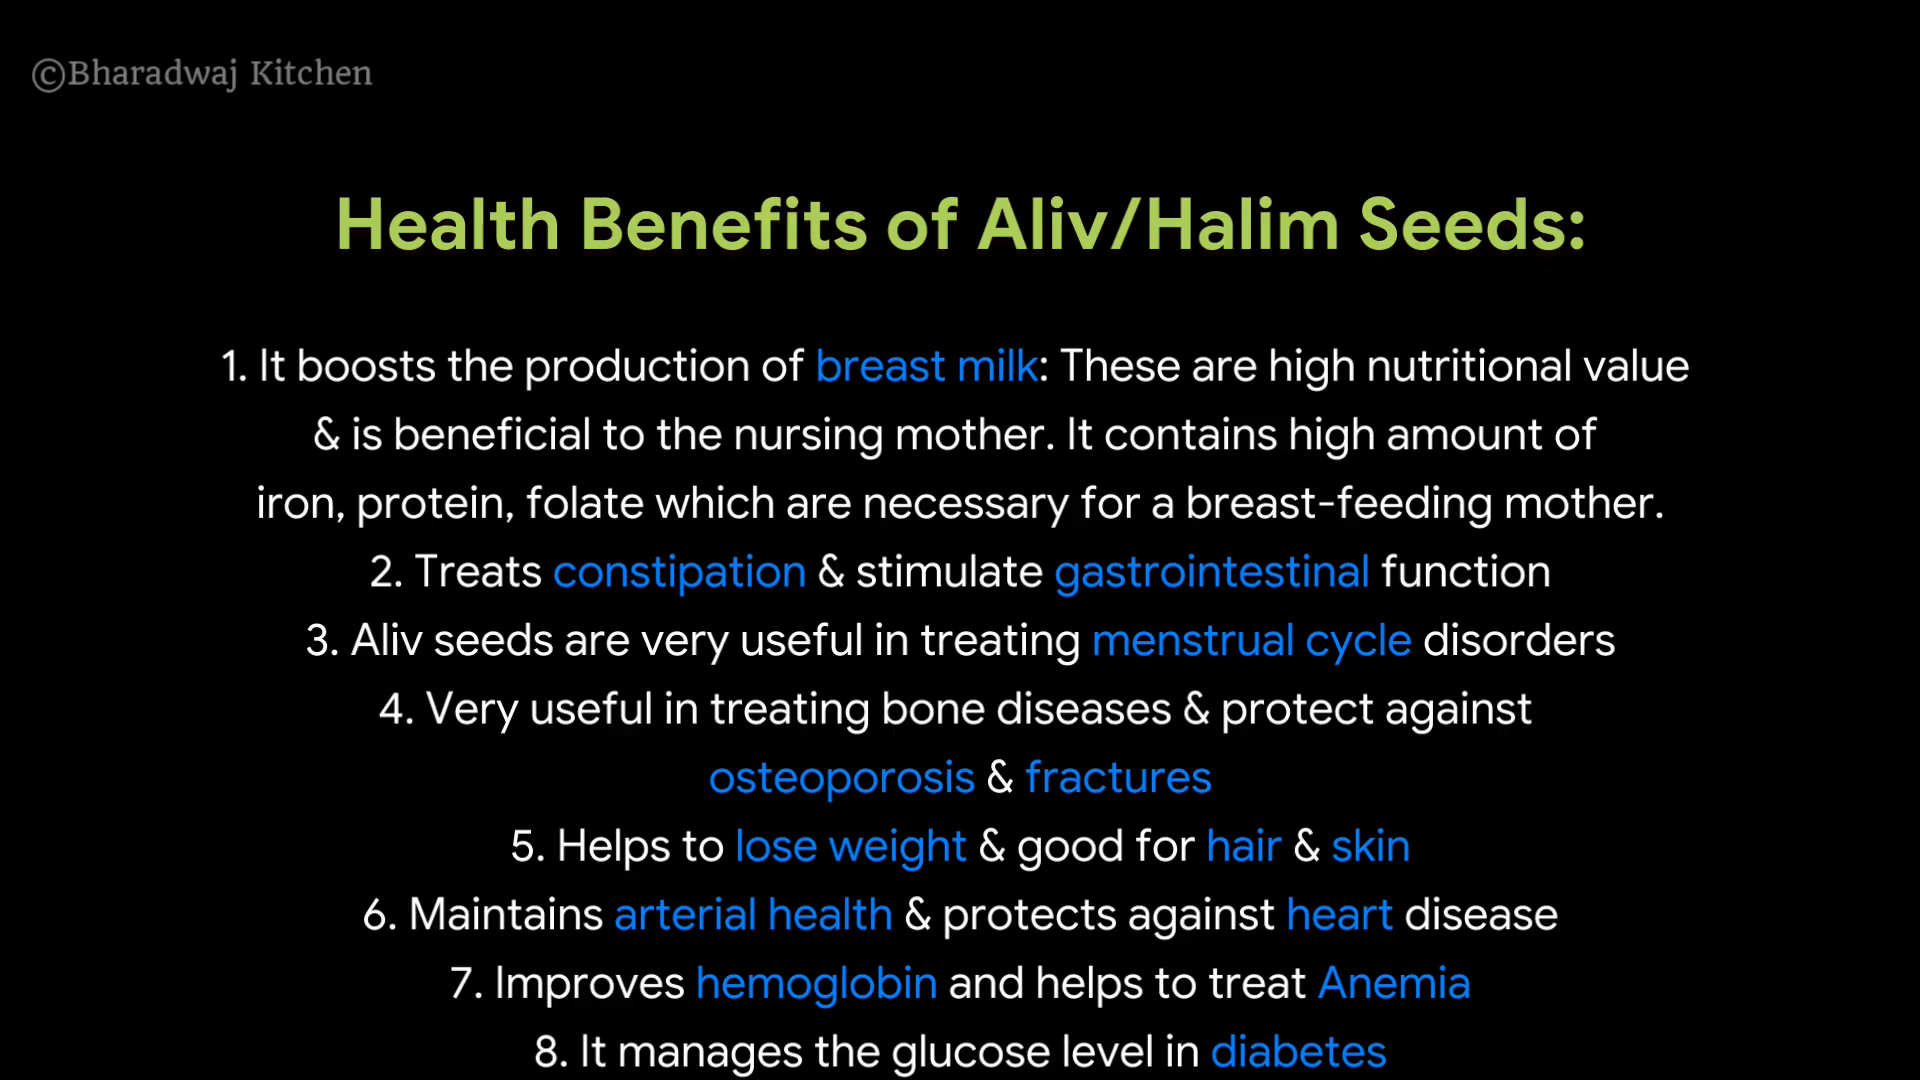 ©Bharadwaj Kitchen
Health Benefits of Aliv/Halim Seeds:
1. It boosts the production of breast milk: These are high nutritional value
& is beneficial to the nursing mother. It contains high amount of
iron, protein, folate which are necessary for a breast-feeding mother.
2. Treats constipation & stimulate gastrointestinal function
3. Aliv seeds are very useful in treating menstrual cycle disorders
4. Very useful in treating bone diseases & protect against
osteoporosis & fractures
5. Helps to lose weight & good for hair & skin
6. Maintains arterial health & protects against heart disease
7. Improves hemoglobin and helps to treat Anemia
8. It manages the glucose level in diabetes